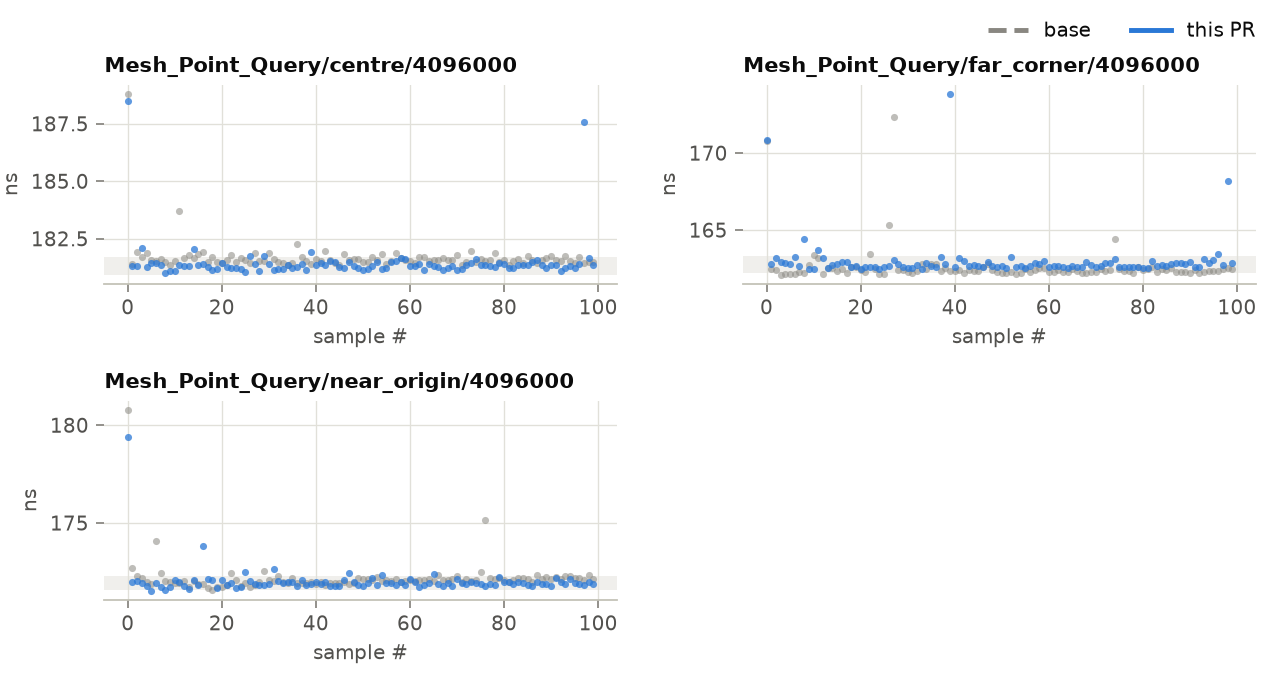 base this PR
Mesh_Point_Query/centre/4096000
187.5
185.0
182.5
ns
0 20 40 60 80 100
sample #
Mesh_Point_Query/far_corner/4096000
170
165
ns
0 20 40 60 80 100
sample #
Mesh_Point_Query/near_origin/4096000
180
175
ns
0 20 40 60 80 100
sample #